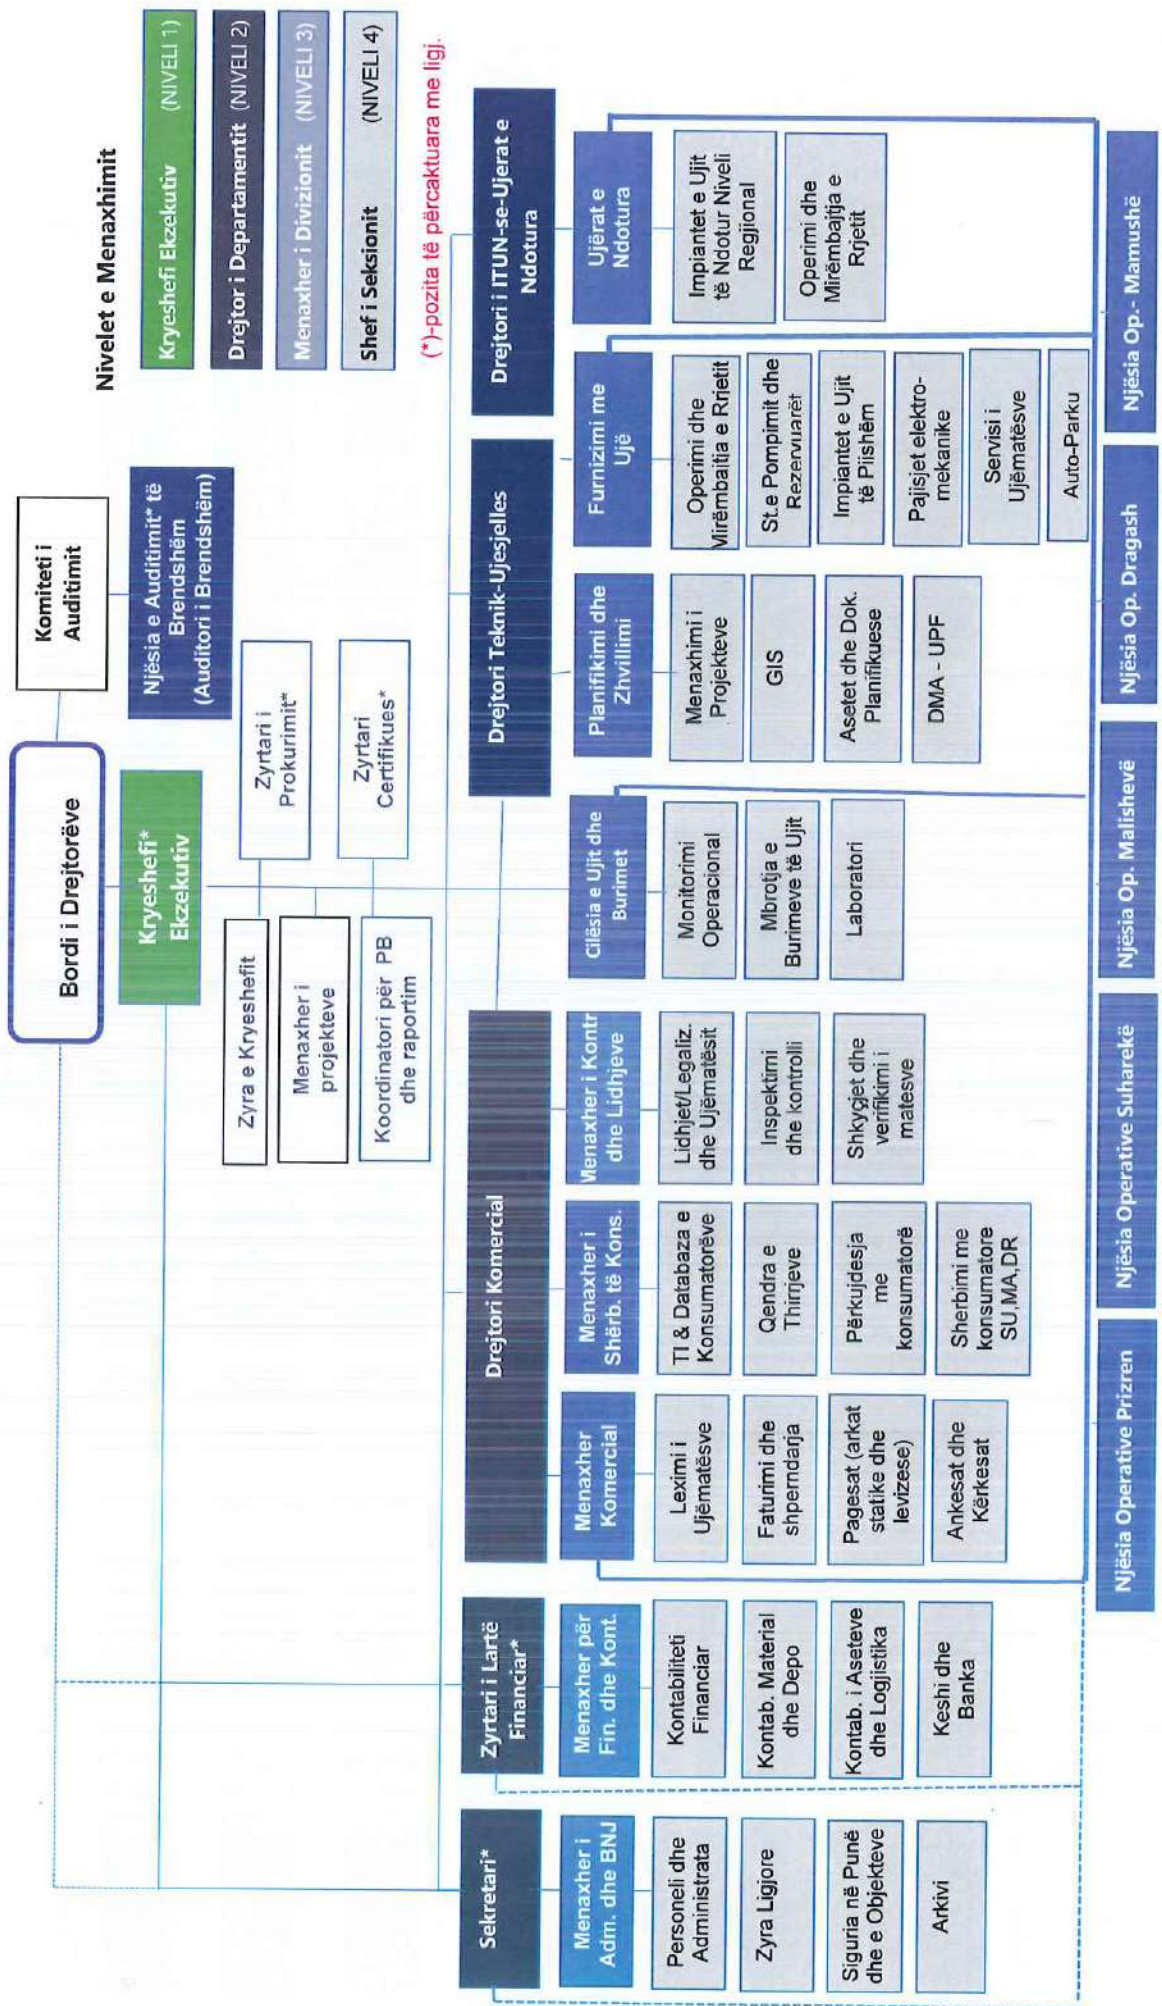 Bordi i Drejtorëve
Komiteti i
Auditimit
Nivelet e Menaxhimit
Kryeshefi Ekzekutiv (NIVELI 1)
Drejtor i Departamentit (NIVELI 2)
Menaxher i Divizionit (NIVELI 3)
Shef i Seksionit (NIVELI 4)
(*)-pozita të përcaktuara me ligj.
Kryeshefi*
Ekzekutiv
Njësia e Auditimit* të
Brendshëm
(Auditori i Brendshëm)
Zyra e Kryeshefit
Zyrtari i
Prokurimit*
Menaxher i
projekteve
Koordinatori për PB
dhe raportim
Zyrtari
Certifikues*
Sekretari*
Zyrtari i Lartë
Financiar*
Drejtori Komercial
Drejtori Teknik-Ujesjelles
Drejtori i ITUN-se-Ujerat e
Ndotura
Menaxher i
Adm. dhe BNJ
Personeli dhe
Administrata
Zyra Ligjore
Siguria në Punë
dhe e Objekteve
Arkivi
Menaxher për
Fin. dhe Kont.
Kontabiliteti
Financiar
Kontab. Material
dhe Depo
Kontab. i Aseteve
dhe Logjistika
Keshi dhe
Banka
Menaxher
Komercial
Leximi i
Ujëmatësve
Faturimi dhe
shperndarja
Pagesat (arkat
statike dhe
levizese)
Ankesat dhe
Kërkesat
Menaxher i
Shërb. të Kons.
TI & Databaza e
Konsumatorëve
Qendra e
Thirrjeve
Përkujdesja
me
konsumatorë
Sherbimi me
konsumatore
SU,MA,DR
Menaxher i Kontr
dhe Lidhjeve
Lidhjet/Legaliz.
dhe Ujëmatësit
Inspektimi
dhe kontrolli
Shkyçjet dhe
verifikimi i
matesve
Cilësia e Ujit dhe
Burimet
Monitorimi
Operacional
Mbrotja e
Burimeve të Ujit
Laboratori
Planifikimi dhe
Zhvillimi
Menaxhimi i
Projekteve
GIS
Asetet dhe Dok.
Planifikuese
DMA - UPF
Furnizimi me
Ujë
Operimi dhe
Mirëmbaitia e Rrietit
St.e Pompimit dhe
Rezervuarët
Impiantet e Ujit
të Pishëm
Pajisjet elektro-
mekanike
Servisi i
Ujëmatësve
Auto-Parku
Ujërat e
Ndotura
Impiantet e Ujit
të Ndotur Niveli
Regjional
Operimi dhe
Mirëmbajtja e
Rrjetit
Njësia Operative Prizren
Njësia Operative Suharekë
Njësia Op. Malishevë
Njësia Op. Dragash
Njësia Op.- Mamushë